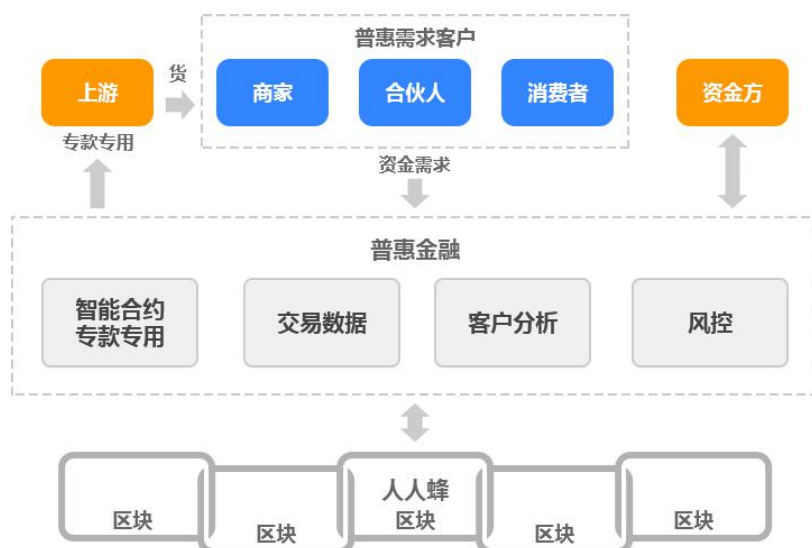 普惠需求客户
上游
货
商家
合伙人
消费者
资金方
专款专用
资金需求
普惠金融
智能合约
专款专用
交易数据
客户分析
风控
人人蜂
区块
区块
区块
区块
区块